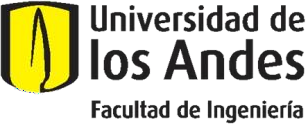 Universidad de
los Andes
Facultad de Ingeniería